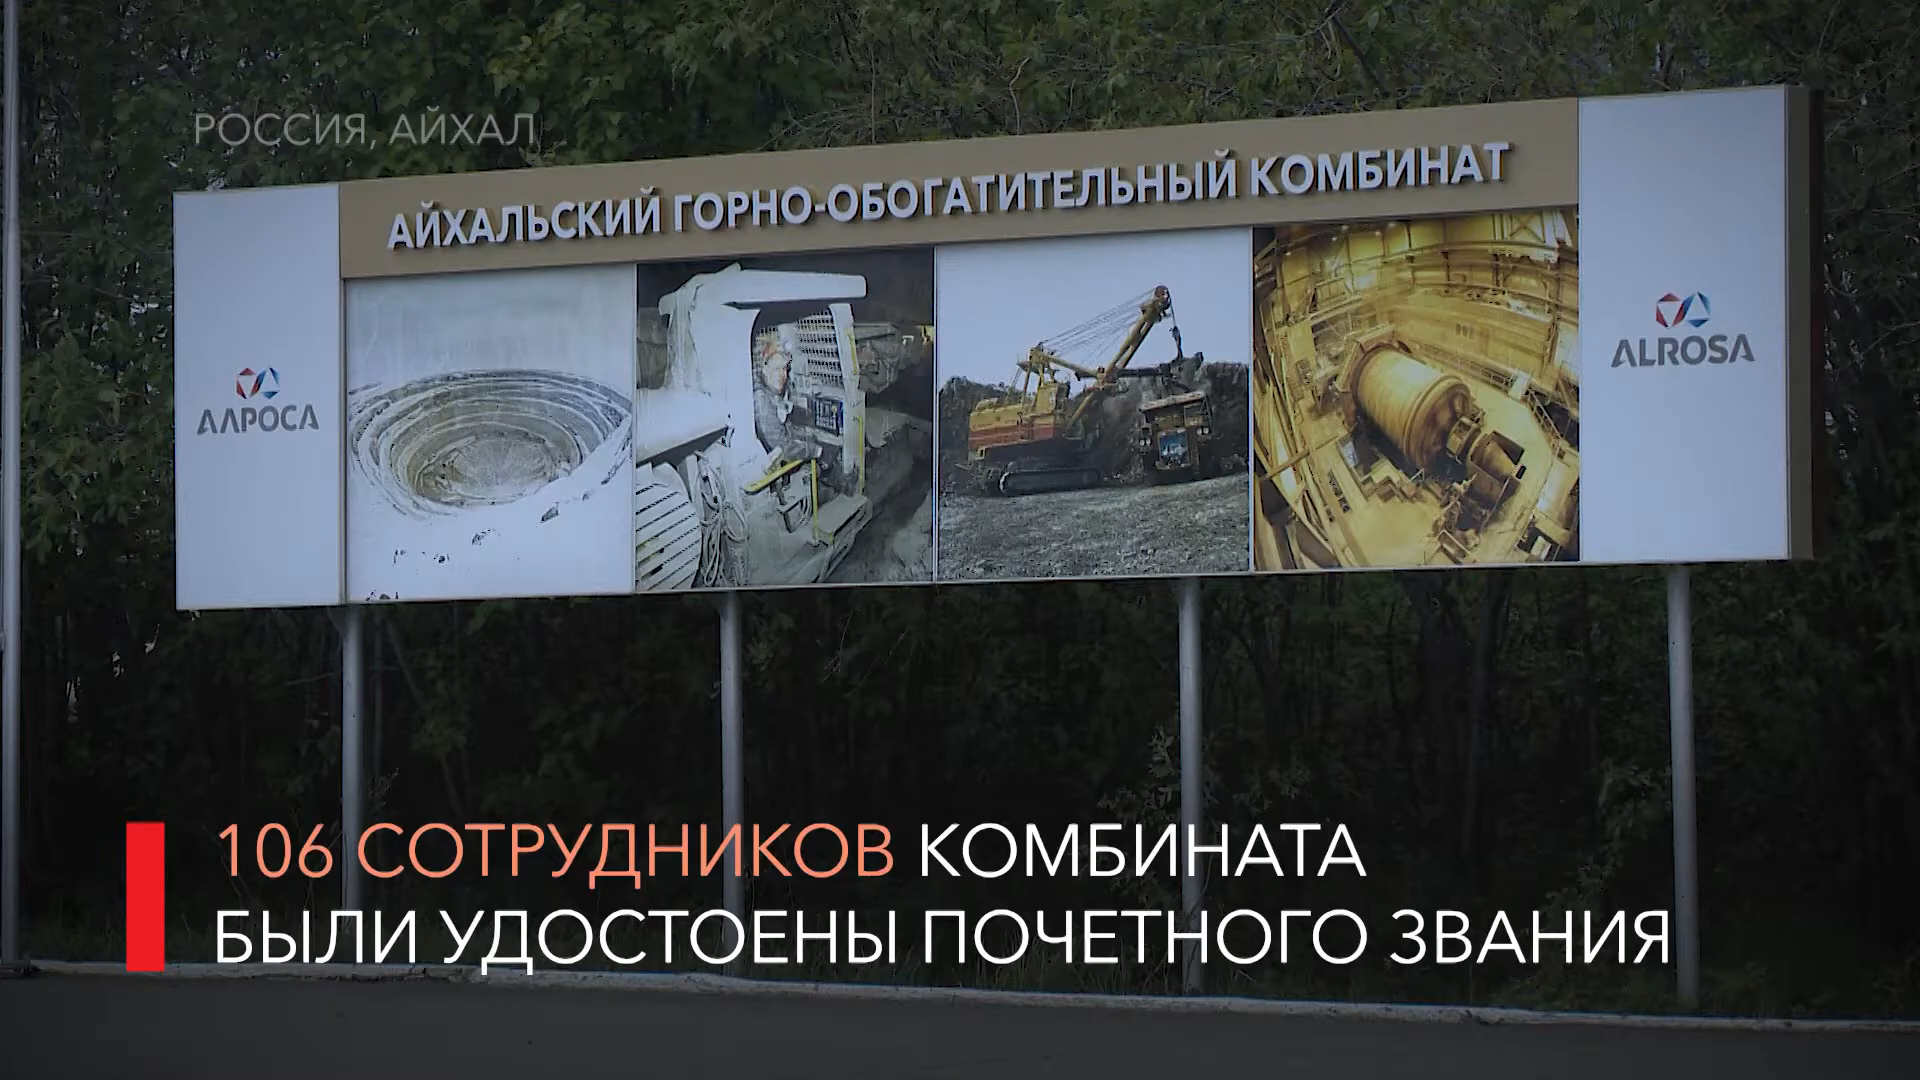 РОССИЯ, АЙХАЛ
АЙХАЛЬСКИЙ ГОРНО-ОБОГАТИТЕЛЬНЫЙ КОМБИНАТ
АЛРОСА
ALROSA
106 СОТРУДНИКОВ КОМБИНАТА
БЫЛИ УДОСТОЕНЫ ПОЧЕТНОГО ЗВАНИЯ